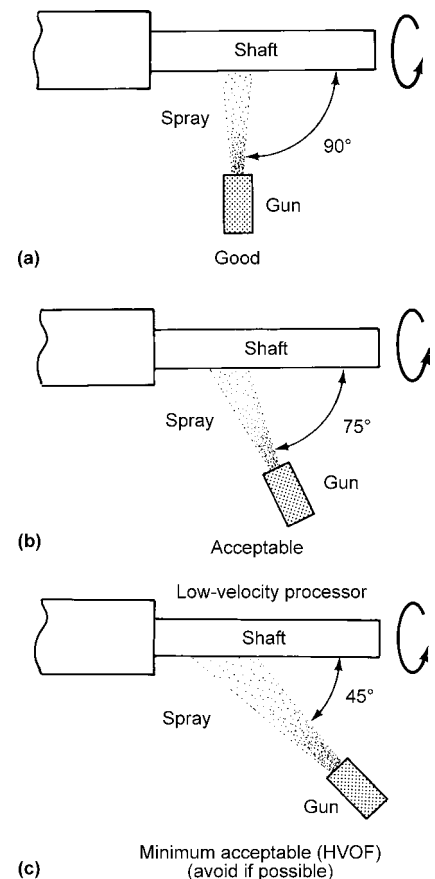 Shaft
Spray
90°
Gun
(a)
Good
Shaft
Spray
75°
Gun
(b)
Acceptable
Low-velocity processor
Shaft
45°
Spray
Gun
Minimum acceptable (HVOF)
(c)
(avoid if possible)